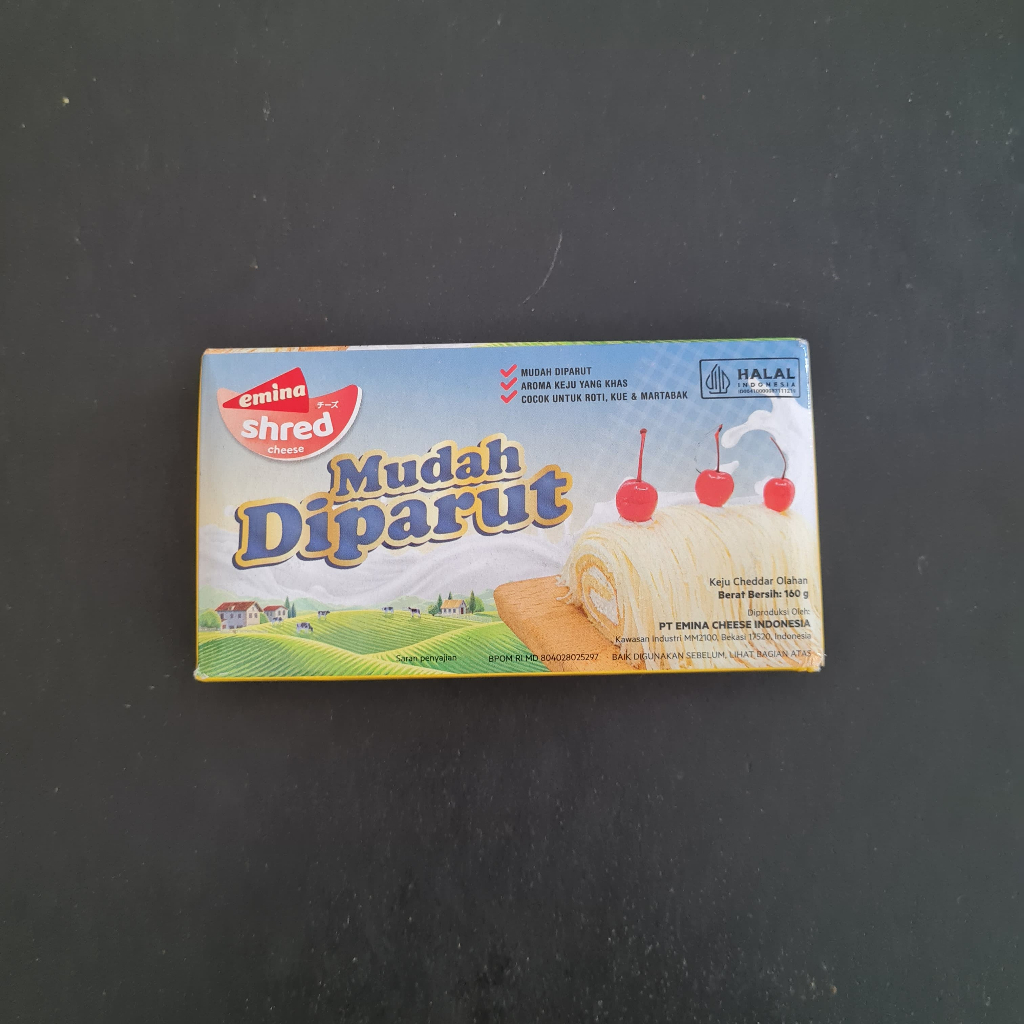 emina
チーズ
shred
cheese
MUDAH DIPARUT
AROMA KEJU YANG KHAS
COCOK UNTUK ROTI, KUE & MARTABAK
HALAL
INDONESIA
Mudah
Diparut
Keju Cheddar Olahan
Berat Bersih: 160 g
Diproduksi Oleh:
PT EMINA CHEESE INDONESIA
Kawasan Industri MM2100, Bekasi 17520, Indonesia
Saran penyajian
BPOM RI MD 804028025297
BAIK DIGUNAKAN SEBELUM, LIHAT BAGIAN ATAS